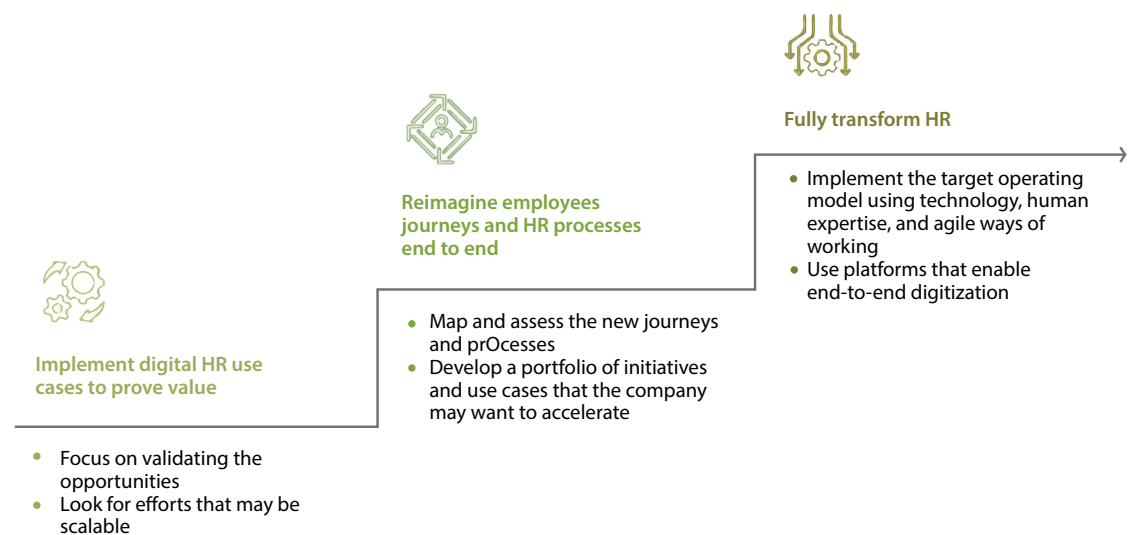 Fully transform HR
• Implement the target operating
model using technology, human
expertise, and agile ways of
working
• Use platforms that enable
end-to-end digitization
Reimagine employees
journeys and HR processes
end to end
• Map and assess the new journeys
and prOcesses
• Develop a portfolio of initiatives
and use cases that the company
may want to accelerate
Implement digital HR use
cases to prove value
• Focus on validating the
opportunities
• Look for efforts that may be
scalable